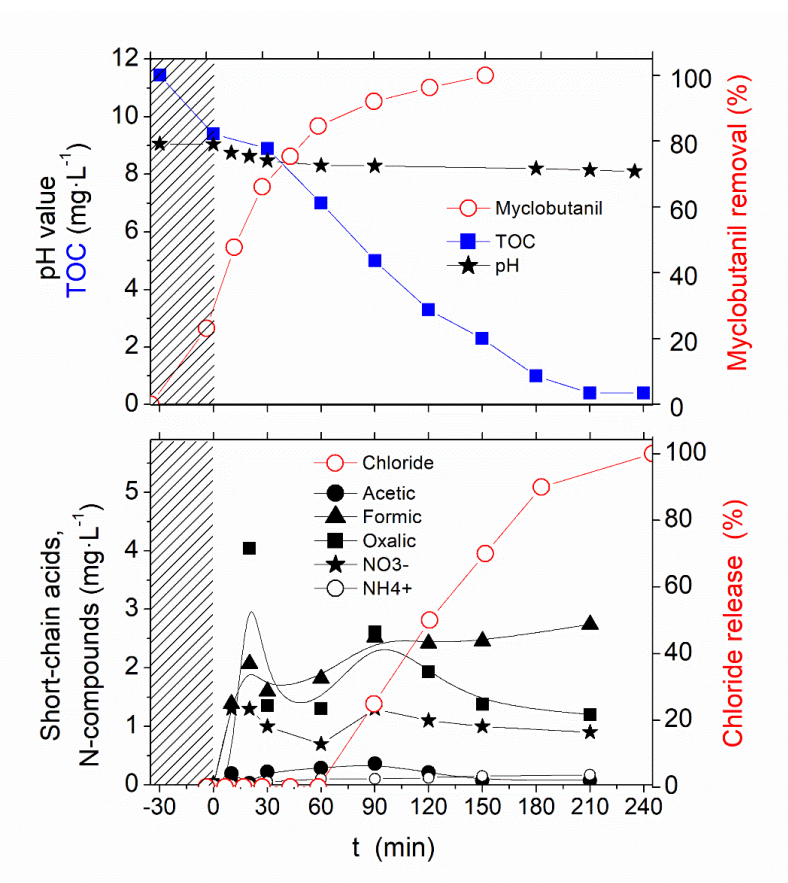 12
10
8
6
4
2
0
pH value
TOC (mg·L⁻¹)
100
80
60
40
20
0
Myclobutanil removal (%)
Myclobutanil
TOC
pH
5
4
3
2
1
0
Short-chain acids,
N-compounds (mg·L⁻¹)
100
80
60
40
20
0
Chloride release (%)
Chloride
Acetic
Formic
Oxalic
NO3-
NH4+
-30 0 30 60 90 120 150 180 210 240
t (min)